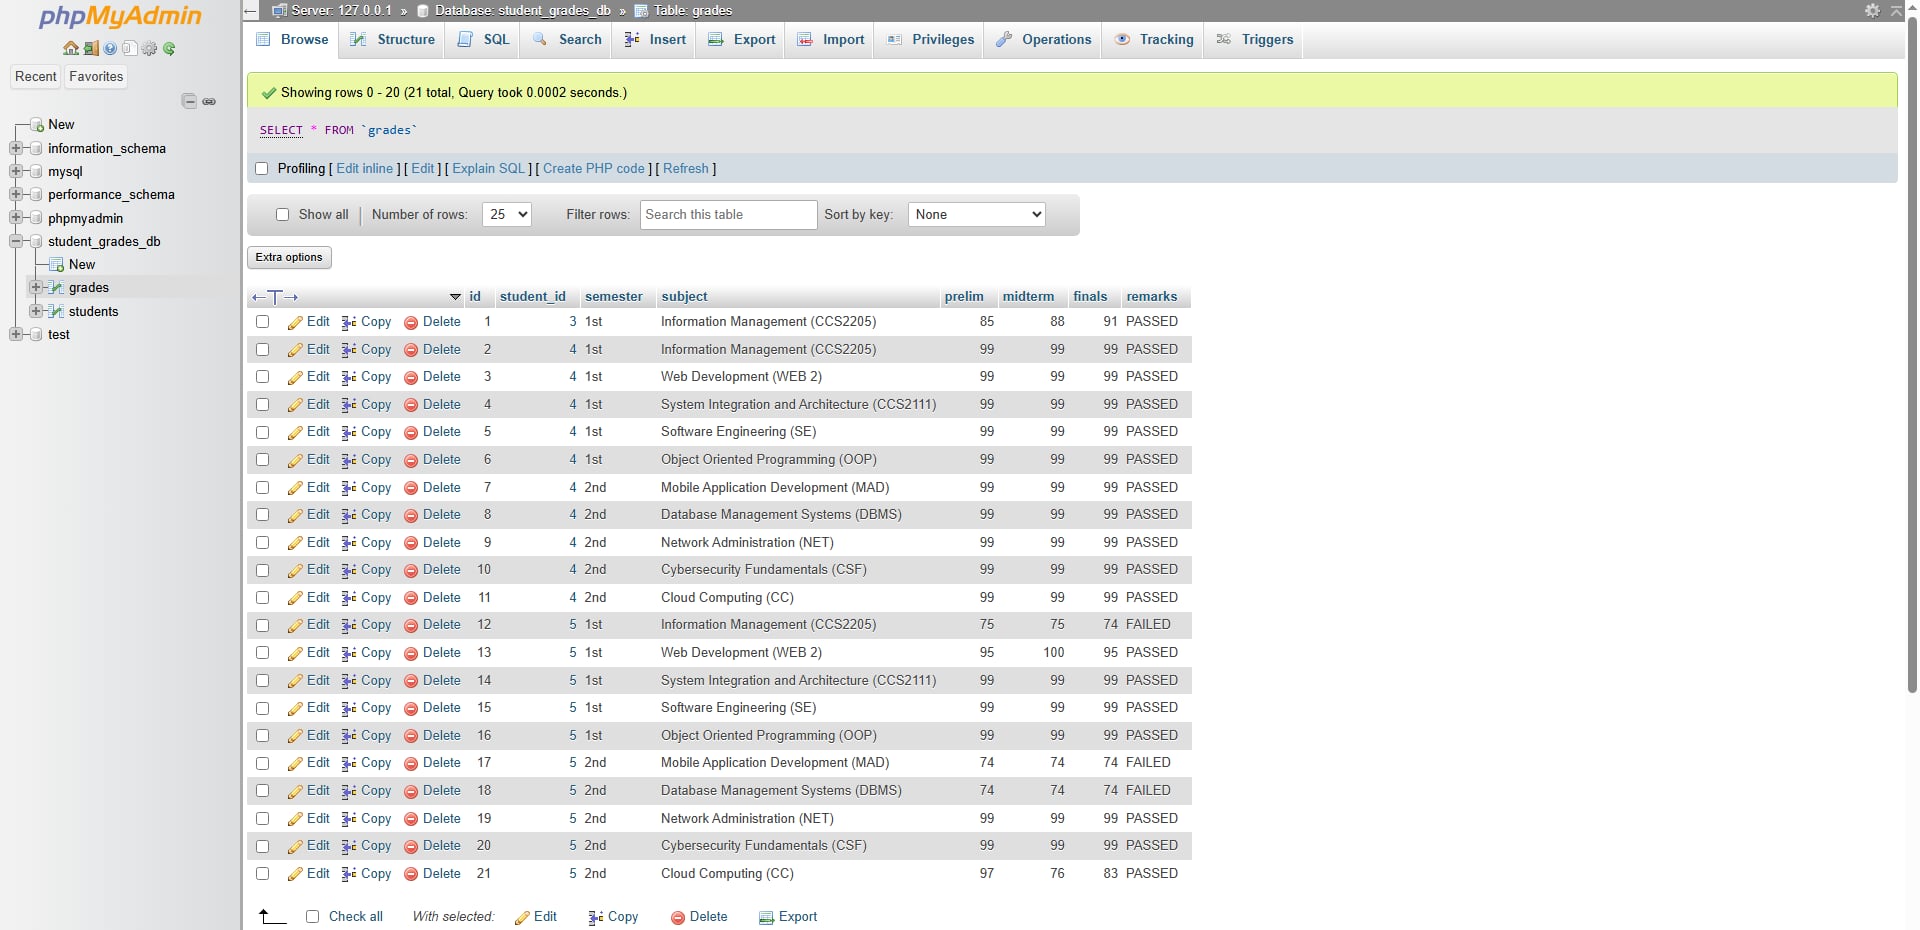 phpMyAdmin
Recent Favorites
New
information_schema
mysql
performance_schema
phpmyadmin
student_grades_db
New
grades
students
test
Server: 127.0.0.1 » Database: student_grades_db » Table: grades
Browse Structure SQL Search Insert Export Import Privileges Operations Tracking Triggers
Showing rows 0 - 20 (21 total, Query took 0.0002 seconds.)
SELECT * FROM `grades`
Profiling [ Edit inline ] [ Edit ] [ Explain SQL ] [ Create PHP code ] [ Refresh ]
Show all Number of rows: 25 Filter rows: Search this table Sort by key: None
Extra options
id student_id semester subject prelim midterm finals remarks
Edit Copy Delete 1 3 1st Information Management (CCS2205) 85 88 91 PASSED
Edit Copy Delete 2 4 1st Information Management (CCS2205) 99 99 99 PASSED
Edit Copy Delete 3 4 1st Web Development (WEB 2) 99 99 99 PASSED
Edit Copy Delete 4 4 1st System Integration and Architecture (CCS2111) 99 99 99 PASSED
Edit Copy Delete 5 4 1st Software Engineering (SE) 99 99 99 PASSED
Edit Copy Delete 6 4 1st Object Oriented Programming (OOP) 99 99 99 PASSED
Edit Copy Delete 7 4 2nd Mobile Application Development (MAD) 99 99 99 PASSED
Edit Copy Delete 8 4 2nd Database Management Systems (DBMS) 99 99 99 PASSED
Edit Copy Delete 9 4 2nd Network Administration (NET) 99 99 99 PASSED
Edit Copy Delete 10 4 2nd Cybersecurity Fundamentals (CSF) 99 99 99 PASSED
Edit Copy Delete 11 4 2nd Cloud Computing (CC) 99 99 99 PASSED
Edit Copy Delete 12 5 1st Information Management (CCS2205) 75 75 74 FAILED
Edit Copy Delete 13 5 1st Web Development (WEB 2) 95 100 95 PASSED
Edit Copy Delete 14 5 1st System Integration and Architecture (CCS2111) 99 99 99 PASSED
Edit Copy Delete 15 5 1st Software Engineering (SE) 99 99 99 PASSED
Edit Copy Delete 16 5 1st Object Oriented Programming (OOP) 99 99 99 PASSED
Edit Copy Delete 17 5 2nd Mobile Application Development (MAD) 74 74 74 FAILED
Edit Copy Delete 18 5 2nd Database Management Systems (DBMS) 74 74 74 FAILED
Edit Copy Delete 19 5 2nd Network Administration (NET) 99 99 99 PASSED
Edit Copy Delete 20 5 2nd Cybersecurity Fundamentals (CSF) 99 99 99 PASSED
Edit Copy Delete 21 5 2nd Cloud Computing (CC) 97 76 83 PASSED
Check all With selected: Edit Copy Delete Export